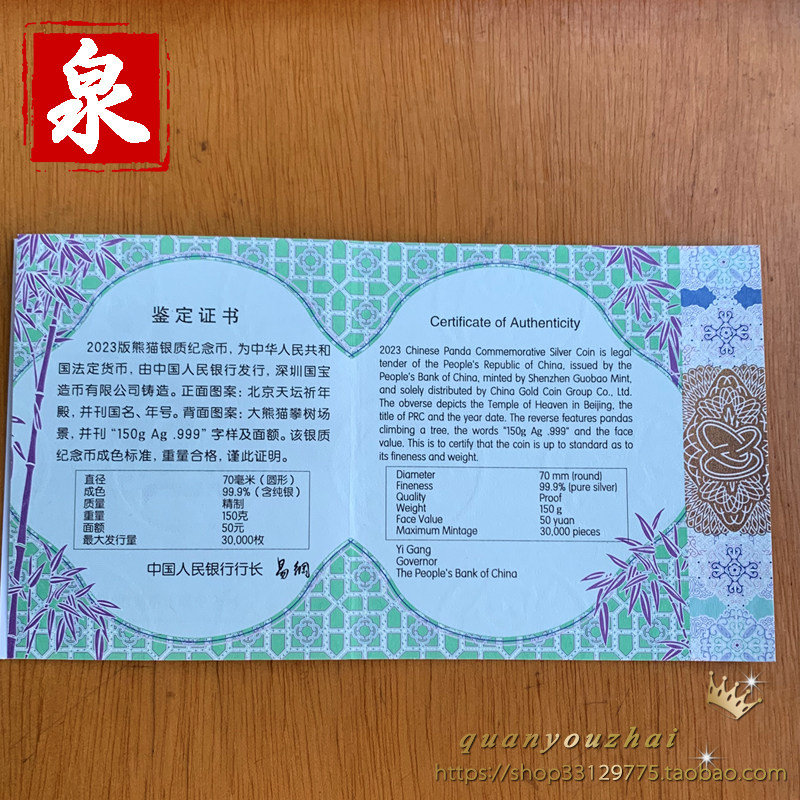 泉
鉴定证书
2023版熊猫银质纪念币，为中华人民共和
国法定货币，由中国人民银行发行，深圳国宝
造币有限公司铸造。正面图案：北京天坛祈年
殿，并刊国名、年号。背面图案：大熊猫攀树场
景，并刊“150g Ag .999”字样及面额。该银质
纪念币成色标准，重量合格，谨此证明。
直径 70毫米（圆形）
成色 99.9%（含纯银）
质量 精制
重量 150克
面额 50元
最大发行量 30,000枚
中国人民银行行长 易纲
Certificate of Authenticity
2023 Chinese Panda Commemorative Silver Coin is legal
tender of the People's Republic of China, issued by the
People's Bank of China, minted by Shenzhen Guobao Mint,
and solely distributed by China Gold Coin Group Co., Ltd.
The obverse depicts the Temple of Heaven in Beijing, the
title of PRC and the year date. The reverse features pandas
climbing a tree, the words "150g Ag .999" and the face
value. This is to certify that the coin is up to standard as to
its fineness and weight.
Diameter 70 mm (round)
Fineness 99.9% (pure silver)
Quality Proof
Weight 150 g
Face Value 50 yuan
Maximum Mintage 30,000 pieces
Yi Gang
Governor
The People's Bank of China
quanyouzhai
https://shop33129775.taobao.com